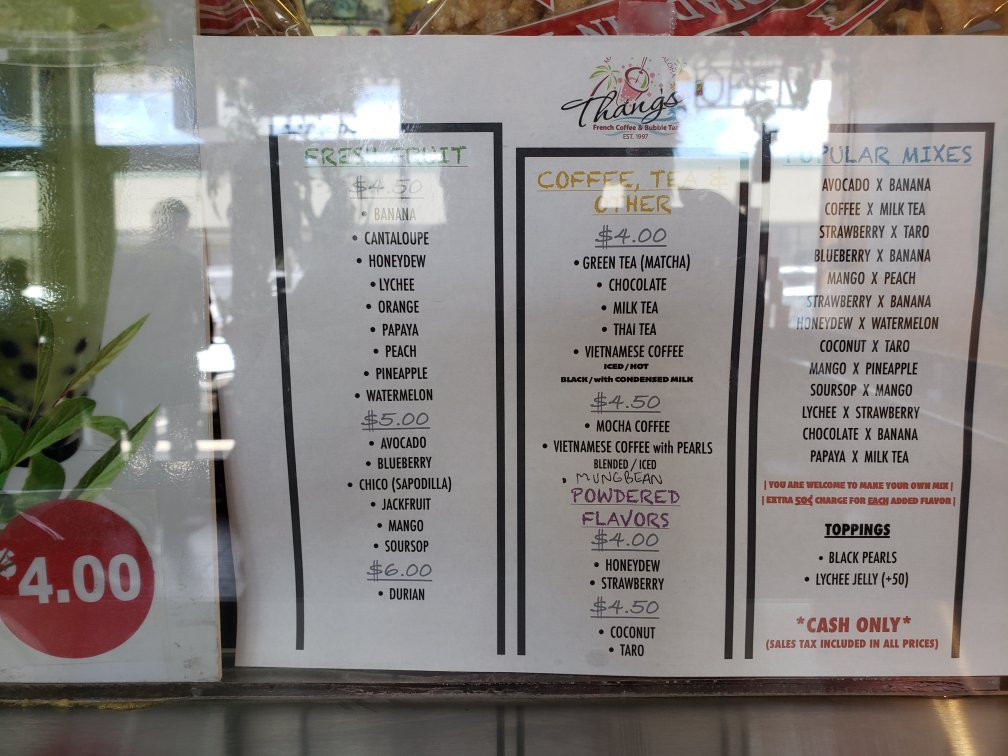 Thang's
French Coffee & Bubble Tea
EST. 1997
OPEN
FRESH FRUIT
$4.50
• BANANA
• CANTALOUPE
• HONEYDEW
• LYCHEE
• ORANGE
• PAPAYA
• PEACH
• PINEAPPLE
• WATERMELON
$5.00
• AVOCADO
• BLUEBERRY
• CHICO (SAPODILLA)
• JACKFRUIT
• MANGO
• SOURSOP
$6.00
• DURIAN
COFFEE, TEA &
OTHER
$4.00
• GREEN TEA (MATCHA)
• CHOCOLATE
• MILK TEA
• THAI TEA
• VIETNAMESE COFFEE
ICED / HOT
BLACK / with CONDENSED MILK
$4.50
• MOCHA COFFEE
• VIETNAMESE COFFEE with PEARLS
BLENDED / ICED
• MUNGBEAN
POWDERED
FLAVORS
$4.00
• HONEYDEW
• STRAWBERRY
$4.50
• COCONUT
• TARO
POPULAR MIXES
AVOCADO X BANANA
COFFEE X MILK TEA
STRAWBERRY X TARO
BLUEBERRY X BANANA
MANGO X PEACH
STRAWBERRY X BANANA
HONEYDEW X WATERMELON
COCONUT X TARO
MANGO X PINEAPPLE
SOURSOP X MANGO
LYCHEE X STRAWBERRY
CHOCOLATE X BANANA
PAPAYA X MILK TEA
| YOU ARE WELCOME TO MAKE YOUR OWN MIX |
| EXTRA 50¢ CHARGE FOR EACH ADDED FLAVOR |
TOPPINGS
• BLACK PEARLS
• LYCHEE JELLY (+50)
*CASH ONLY*
(SALES TAX INCLUDED IN ALL PRICES)
$4.00